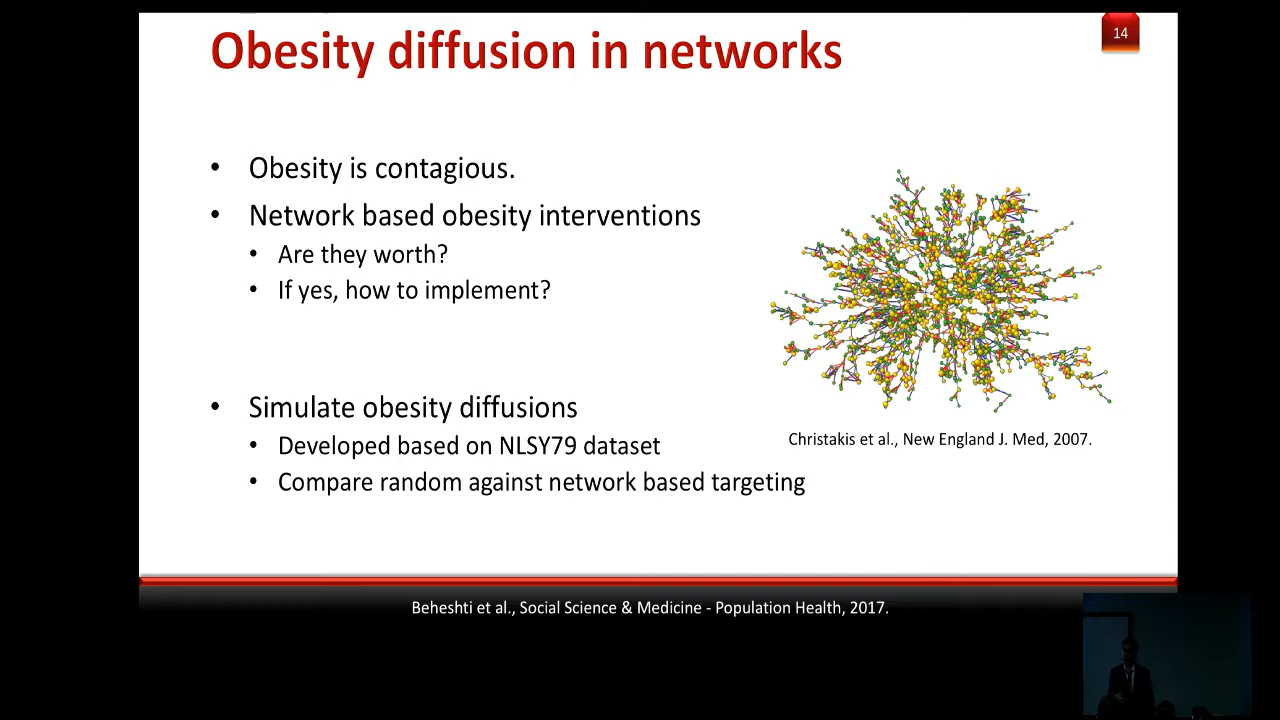 Obesity diffusion in networks
14
• Obesity is contagious.
• Network based obesity interventions
• Are they worth?
• If yes, how to implement?
• Simulate obesity diffusions
• Developed based on NLSY79 dataset
• Compare random against network based targeting
Christakis et al., New England J. Med, 2007.
Beheshti et al., Social Science & Medicine - Population Health, 2017.